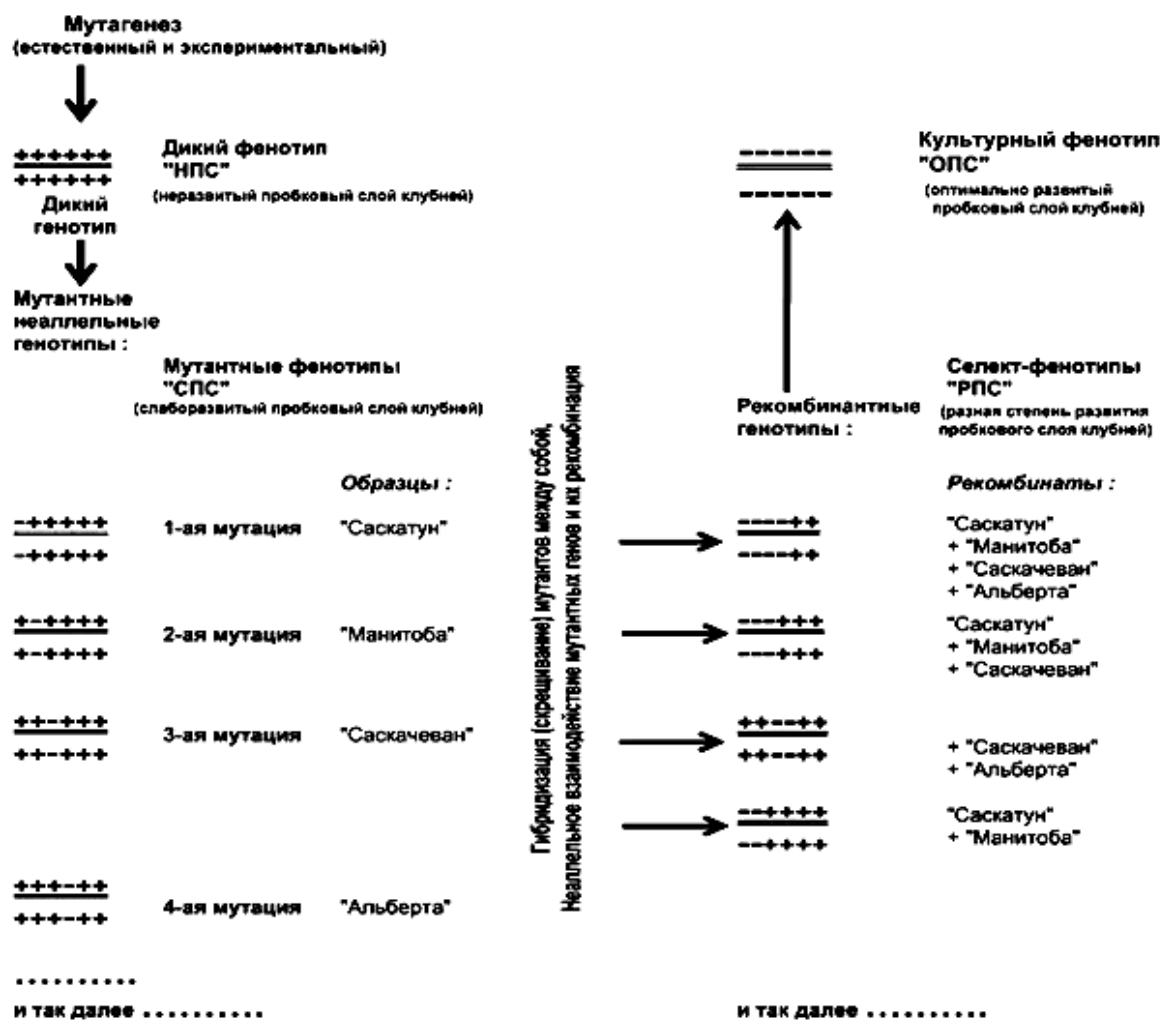 Мутагенез
(естественный и экспериментальный)
++++++
++++++
Дикий
генотип
Дикий фенотип
"НПС"
(неразвитый пробковый слой клубней)
Мутантные
неаллельные
генотипы :
Мутантные фенотипы
"СПС"
(слаборазвитый пробковый слой клубней)
Образцы :
-+++++
-+++++
1-ая мутация
"Саскатун"
+-++++
+-++++
2-ая мутация
"Манитоба"
++-+++
++-+++
3-ая мутация
"Саскачеван"
+++-++
+++-++
4-ая мутация
"Альберта"
..........
и так далее ..........
Гибридизация (скрещивание) мутантов между собой,
Неаллельное взаимодействие мутантных генов и их рекомбинация
------
------
Культурный фенотип
"ОПС"
(оптимально развитый
пробковый слой клубней)
Рекомбинантные
генотипы :
Селект-фенотипы
"РПС"
(разная степень развития
пробкового слоя клубней)
Рекомбинаты :
----++
----++
"Саскатун"
+ "Манитоба"
+ "Саскачеван"
+ "Альберта"
---+++
---+++
"Саскатун"
+ "Манитоба"
+ "Саскачеван"
++--++
++--++
+ "Саскачеван"
+ "Альберта"
--++++
--++++
"Саскатун"
+ "Манитоба"
и так далее ..........